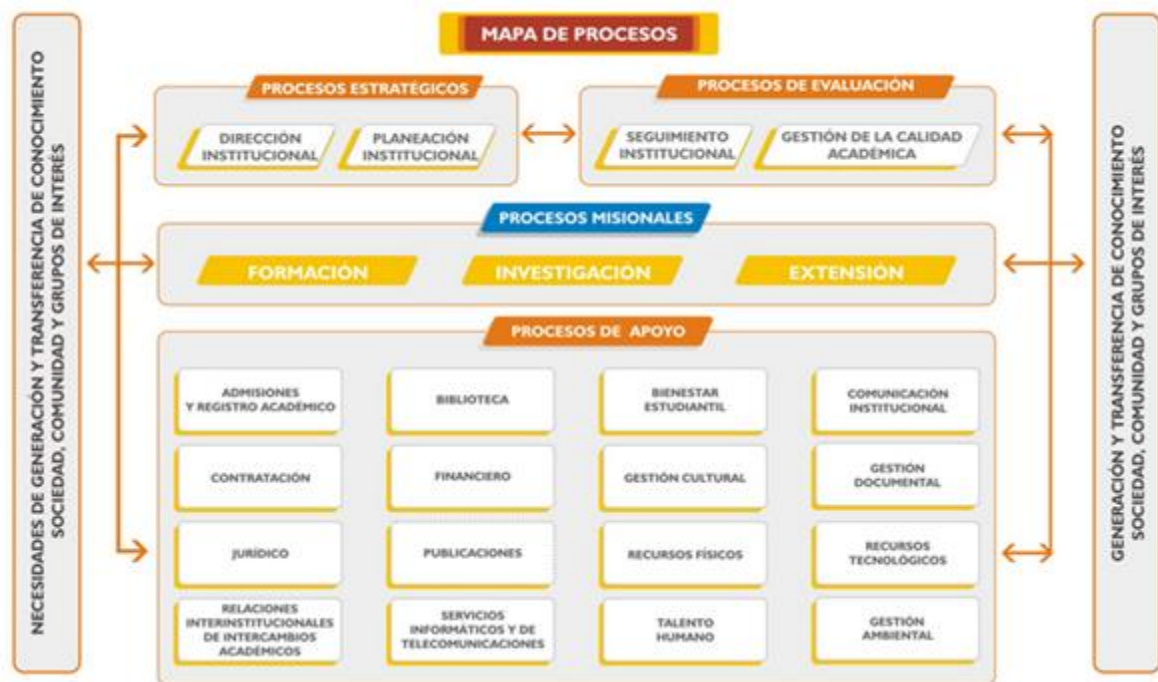 MAPA DE PROCESOS
NECESIDADES DE GENERACIÓN Y TRANSFERENCIA DE CONOCIMIENTO
SOCIEDAD, COMUNIDAD Y GRUPOS DE INTERÉS
PROCESOS ESTRATÉGICOS
DIRECCIÓN
INSTITUCIONAL
PLANEACIÓN
INSTITUCIONAL
PROCESOS DE EVALUACIÓN
SEGUIMIENTO
INSTITUCIONAL
GESTIÓN DE LA CALIDAD
ACADÉMICA
PROCESOS MISIONALES
FORMACIÓN
INVESTIGACIÓN
EXTENSIÓN
PROCESOS DE APOYO
ADMISIONES
Y REGISTRO ACADÉMICO
BIBLIOTECA
BIENESTAR
ESTUDIANTIL
COMUNICACIÓN
INSTITUCIONAL
CONTRATACIÓN
FINANCIERO
GESTIÓN CULTURAL
GESTIÓN
DOCUMENTAL
JURÍDICO
PUBLICACIONES
RECURSOS FÍSICOS
RECURSOS
TECNOLÓGICOS
RELACIONES
INTERINSTITUCIONALES
DE INTERCAMBIOS
ACADÉMICOS
SERVICIOS
INFORMÁTICOS Y DE
TELECOMUNICACIONES
TALENTO
HUMANO
GESTIÓN
AMBIENTAL
GENERACIÓN Y TRANSFERENCIA DE CONOCIMIENTO
SOCIEDAD, COMUNIDAD Y GRUPOS DE INTERÉS